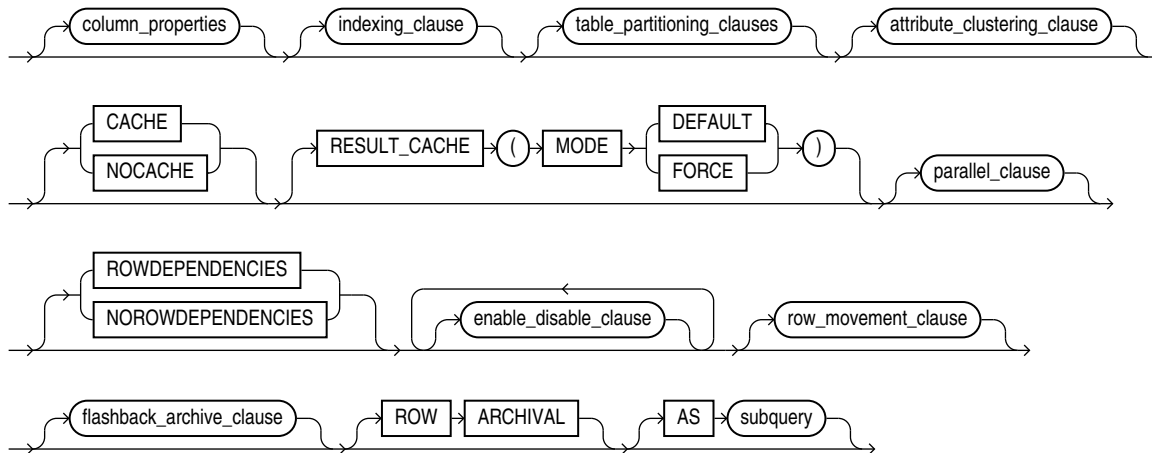 column_properties indexing_clause table_partitioning_clauses attribute_clustering_clause
CACHE
NOCACHE
RESULT_CACHE ( MODE
DEFAULT
FORCE
)
parallel_clause
ROWDEPENDENCIES
NOROWDEPENDENCIES
enable_disable_clause row_movement_clause
flashback_archive_clause ROW ARCHIVAL AS subquery